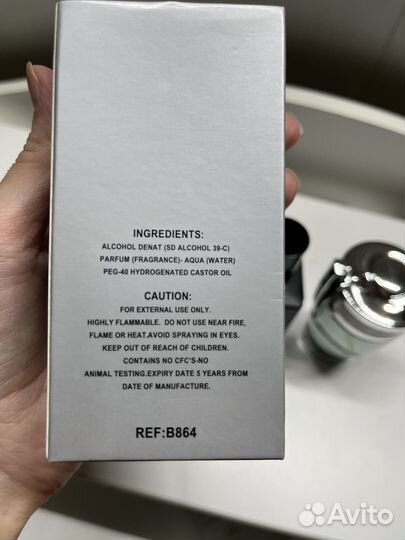 INGREDIENTS:
ALCOHOL DENAT (SD ALCOHOL 39-C)
PARFUM (FRAGRANCE)- AQUA (WATER)
PEG-40 HYDROGENATED CASTOR OIL
CAUTION:
FOR EXTERNAL USE ONLY.
HIGHLY FLAMMABLE. DO NOT USE NEAR FIRE,
FLAME OR HEAT.AVOID SPRAYING IN EYES.
KEEP OUT OF REACH OF CHILDREN.
CONTAINS NO CFC'S-NO
ANIMAL TESTING.EXPIRY DATE 5 YEARS FROM
DATE OF MANUFACTURE.
REF:B864
Avito